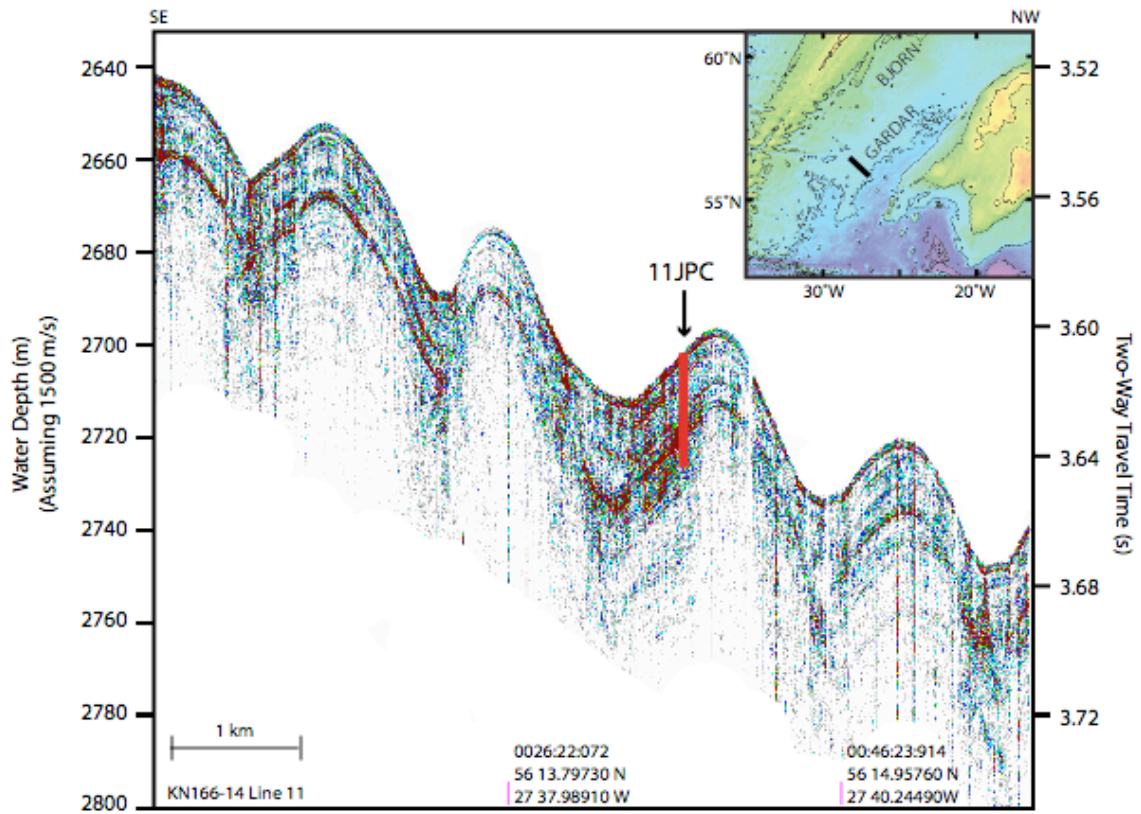 SE
NW
2640
2660
2680
2700
2720
2740
2760
2780
2800
Water Depth (m)
(Assuming 1500 m/s)
3.52
3.56
3.60
3.64
3.68
3.72
Two-Way Travel Time (s)
60°N
55°N
30°W
20°W
BJORN
GARDAR
11JPC
1 km
KN166-14 Line 11
0026:22:072
56 13.79730 N
27 37.98910 W
00:46:23:914
56 14.95760 N
27 40.24490W